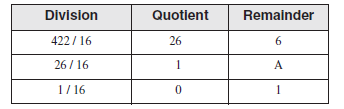 Division Quotient Remainder
422 / 16 26 6
26 / 16 1 A
1 / 16 0 1